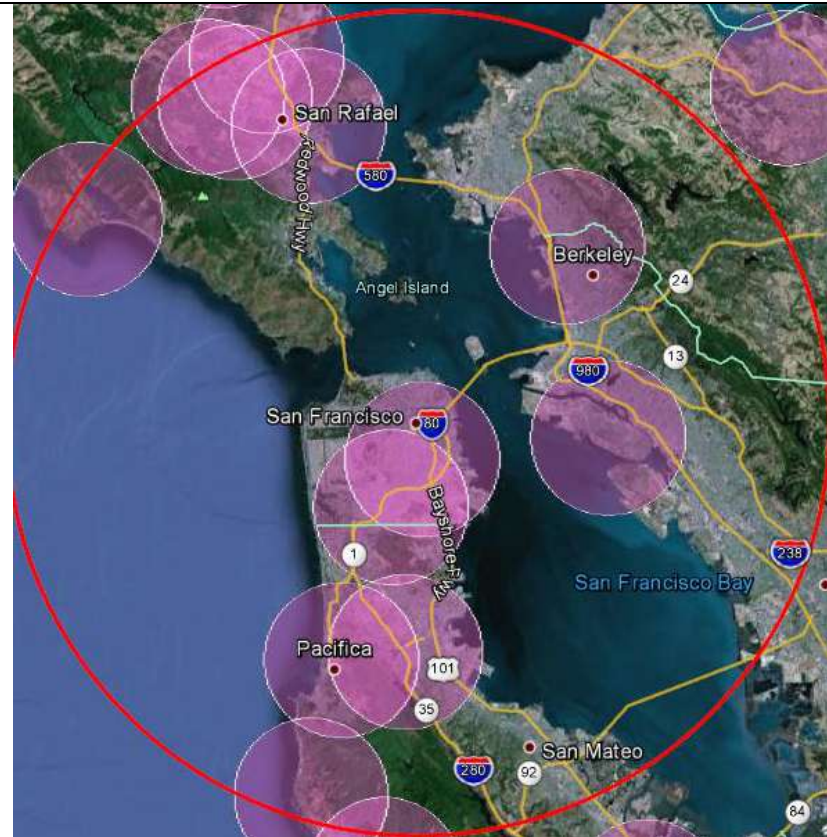 San Rafael
Redwood Hwy
580
Berkeley
24
Angel Island
13
980
San Francisco
80
Bayshore Fwy
1
238
San Francisco Bay
Pacifica
101
35
San Mateo
280
92
84